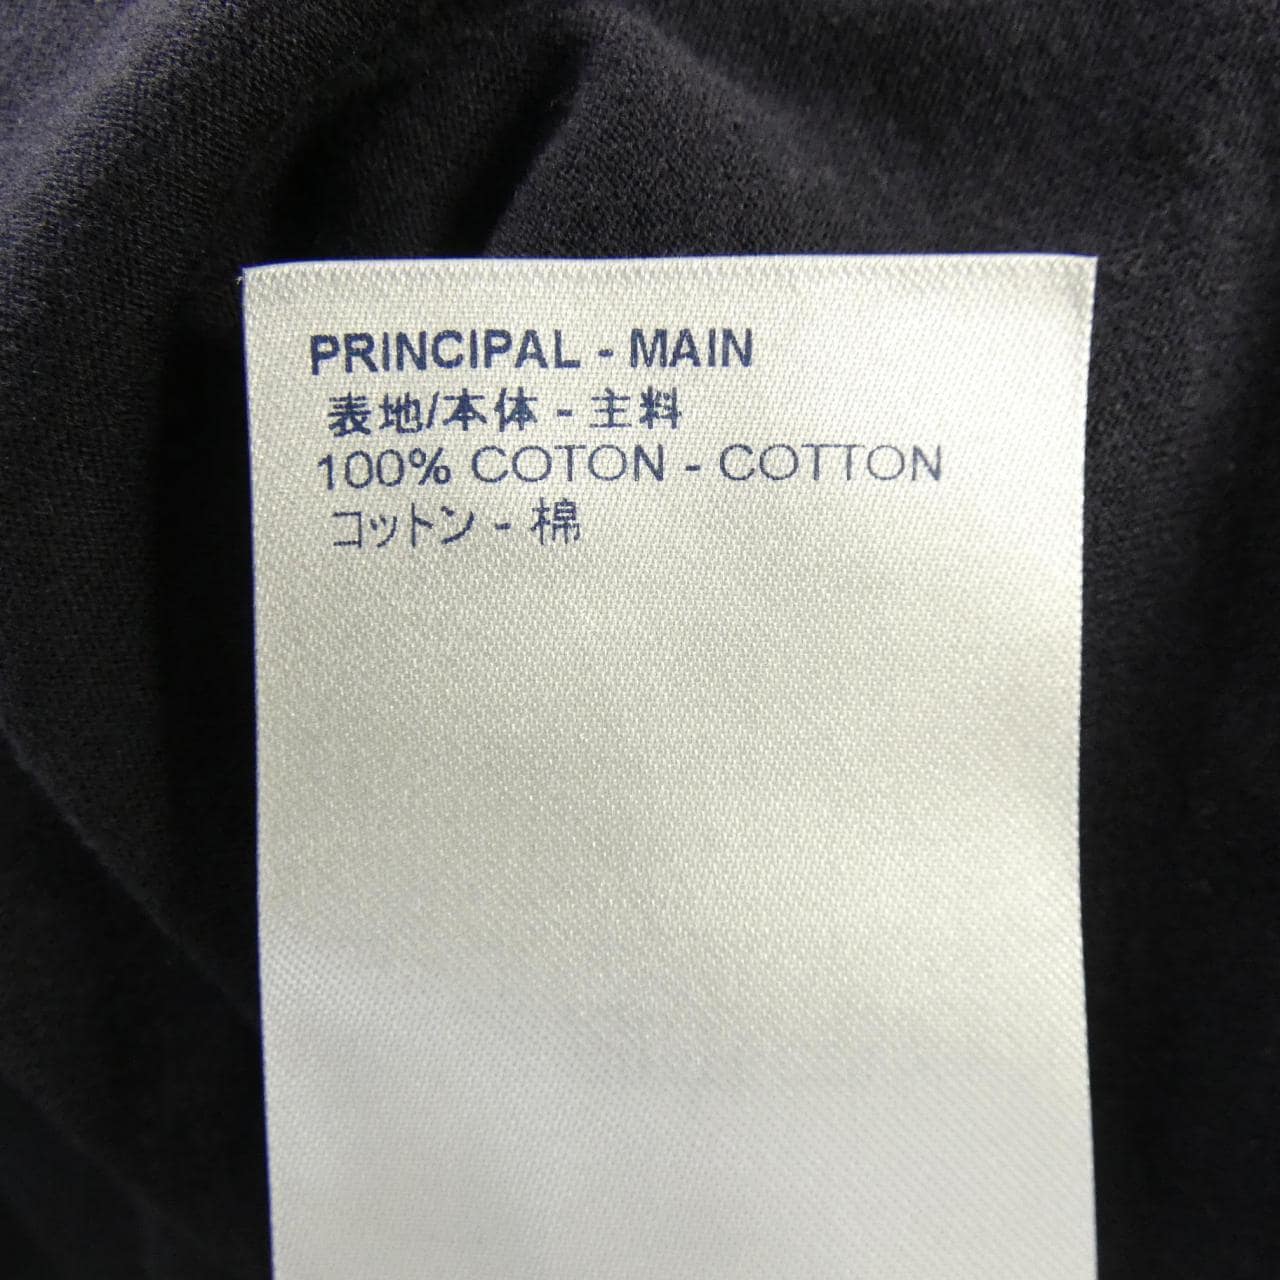 PRINCIPAL - MAIN
表地/本体 - 主料
100% COTON - COTTON
コットン - 棉